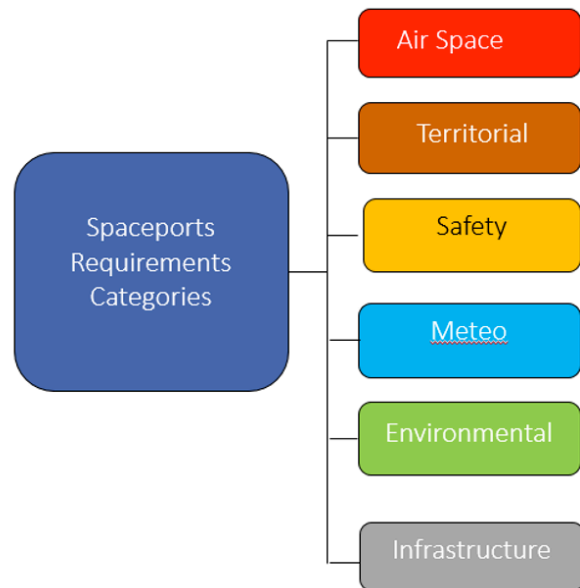 Spaceports
Requirements
Categories
Air Space
Territorial
Safety
Meteo
Environmental
Infrastructure